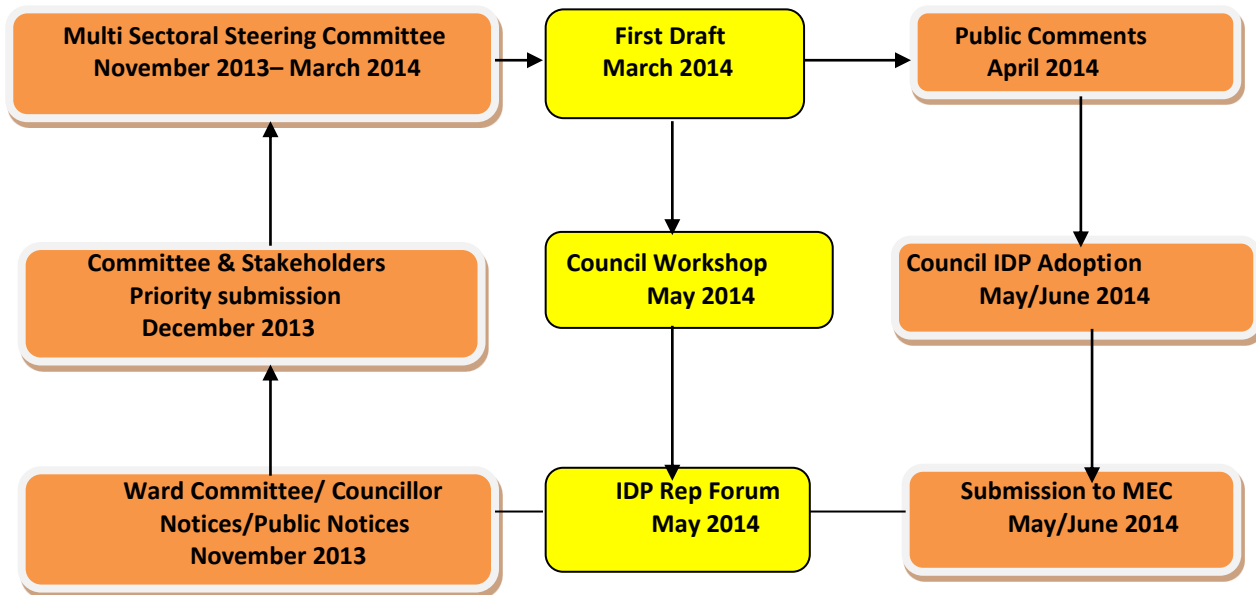 Multi Sectoral Steering Committee
November 2013– March 2014
First Draft
March 2014
Public Comments
April 2014
Committee & Stakeholders
Priority submission
December 2013
Council Workshop
May 2014
Council IDP Adoption
May/June 2014
Ward Committee/ Councillor
Notices/Public Notices
November 2013
IDP Rep Forum
May 2014
Submission to MEC
May/June 2014